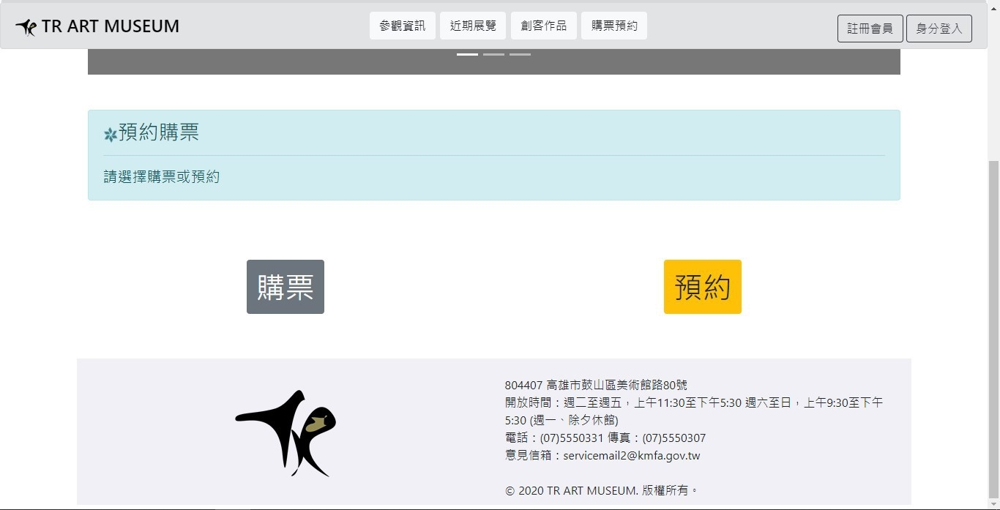 TR ART MUSEUM
參觀資訊 近期展覽 創客作品 購票預約
註冊會員 身分登入
預約購票
請選擇購票或預約
購票 預約
804407 高雄市鼓山區美術館路80號
開放時間：週二至週五，上午11:30至下午5:30 週六至日，上午9:30至下午
5:30 (週一、除夕休館)
電話：(07)5550331 傳真：(07)5550307
意見信箱：servicemail2@kmfa.gov.tw
© 2020 TR ART MUSEUM. 版權所有。